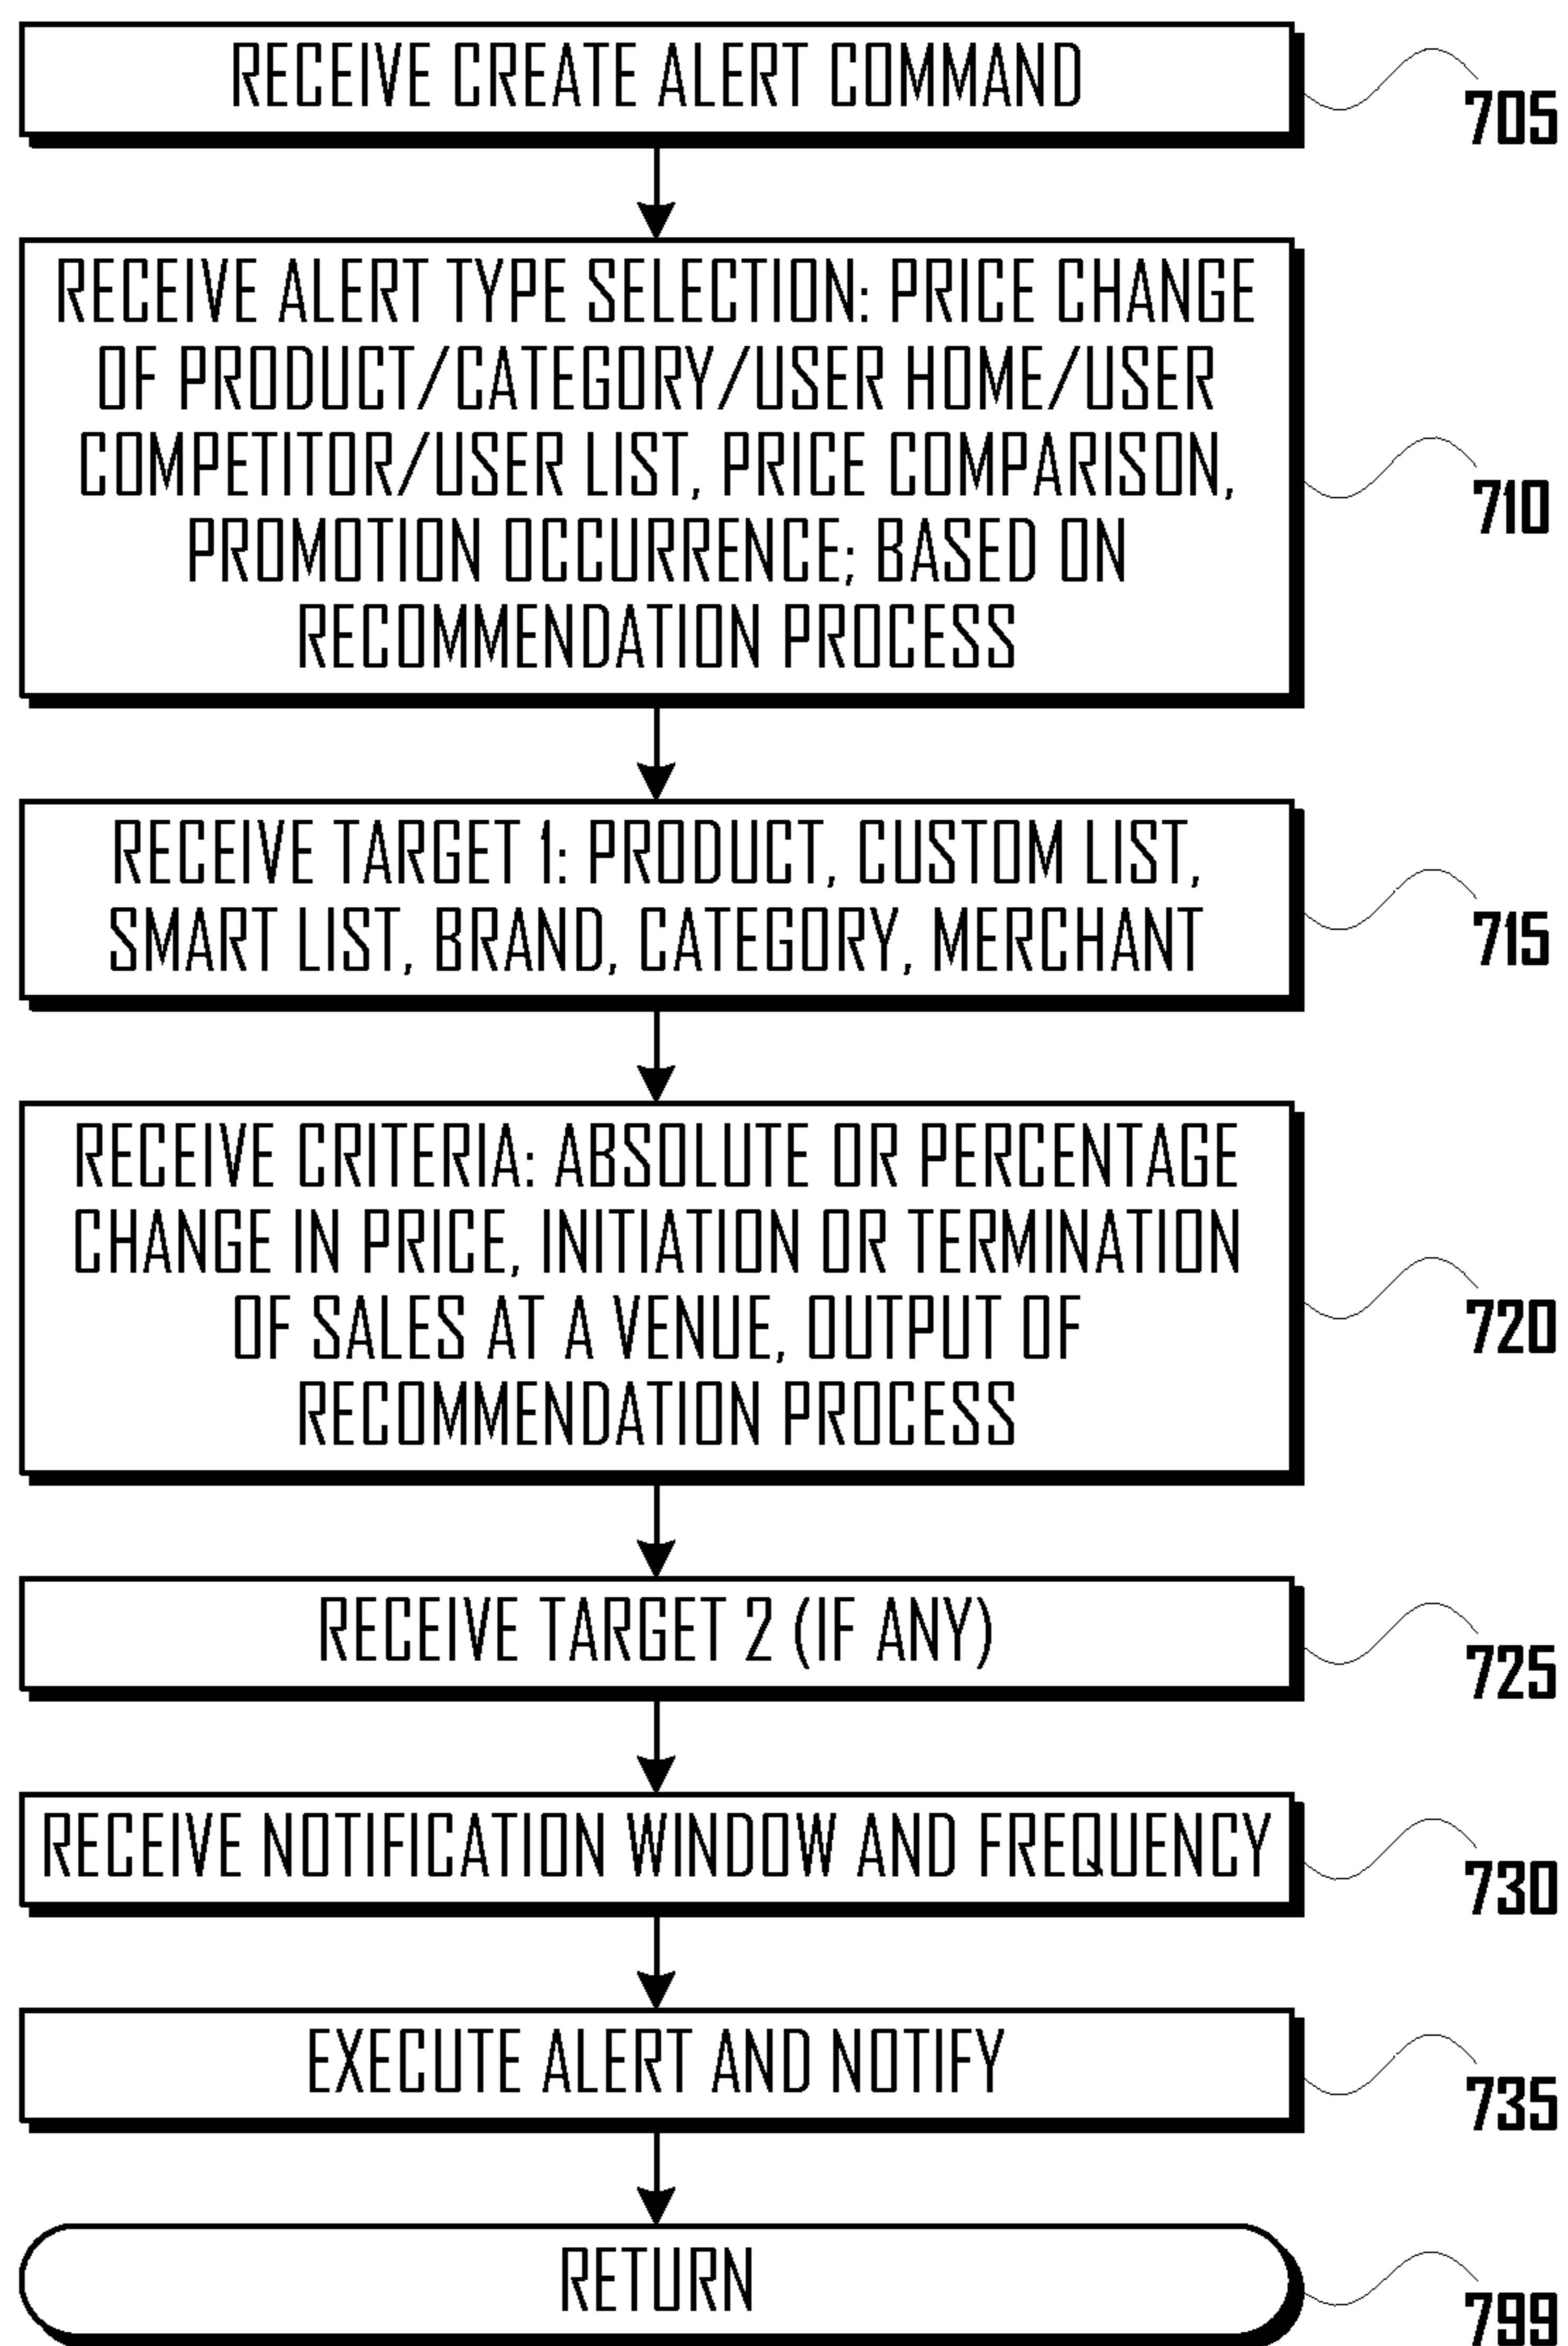 RECEIVE CREATE ALERT COMMAND
705
RECEIVE ALERT TYPE SELECTION: PRICE CHANGE
OF PRODUCT/CATEGORY/USER HOME/USER
COMPETITOR/USER LIST, PRICE COMPARISON,
PROMOTION OCCURRENCE; BASED ON
RECOMMENDATION PROCESS
710
RECEIVE TARGET 1: PRODUCT, CUSTOM LIST,
SMART LIST, BRAND, CATEGORY, MERCHANT
715
RECEIVE CRITERIA: ABSOLUTE OR PERCENTAGE
CHANGE IN PRICE, INITIATION OR TERMINATION
OF SALES AT A VENUE, OUTPUT OF
RECOMMENDATION PROCESS
720
RECEIVE TARGET 2 (IF ANY)
725
RECEIVE NOTIFICATION WINDOW AND FREQUENCY
730
EXECUTE ALERT AND NOTIFY
735
RETURN
799